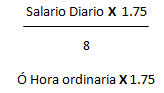 Salario Diario X 1.75
8
Ó Hora ordinaria X 1.75